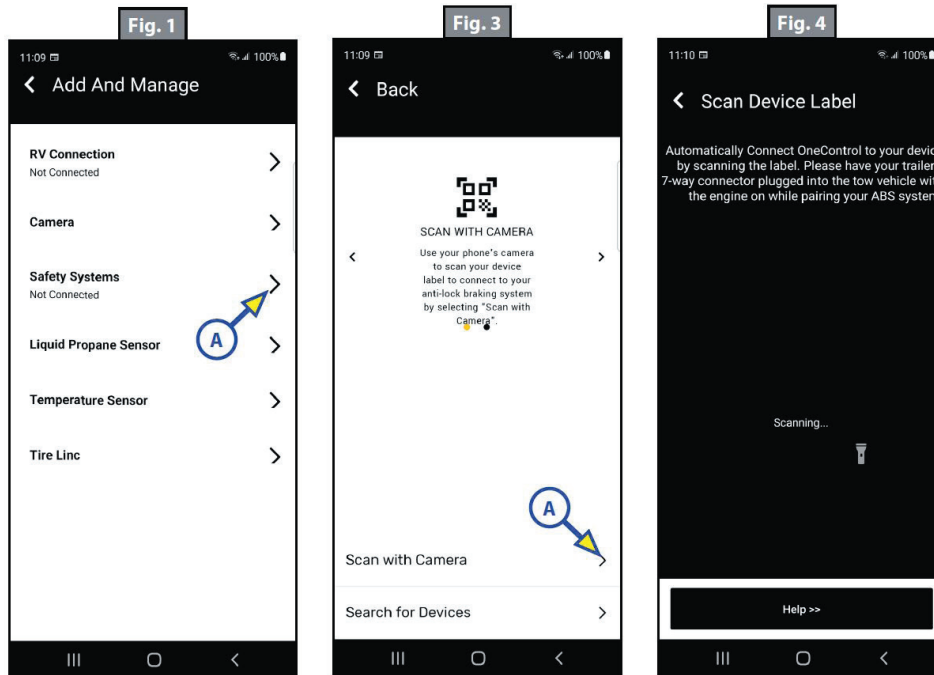 Fig. 1
11:09 100%
Add And Manage
RV Connection
Not Connected
Camera
Safety Systems
Not Connected
A
Liquid Propane Sensor
Temperature Sensor
Tire Linc
Fig. 3
11:09 100%
Back
SCAN WITH CAMERA
Use your phone's camera
to scan your device
label to connect to your
anti-lock braking system
by selecting "Scan with
Camera".
A
Scan with Camera
Search for Devices
Fig. 4
11:10 100%
Scan Device Label
Automatically Connect OneControl to your devic
by scanning the label. Please have your trailer
7-way connector plugged into the tow vehicle wit
the engine on while pairing your ABS system
Scanning...
Help >>